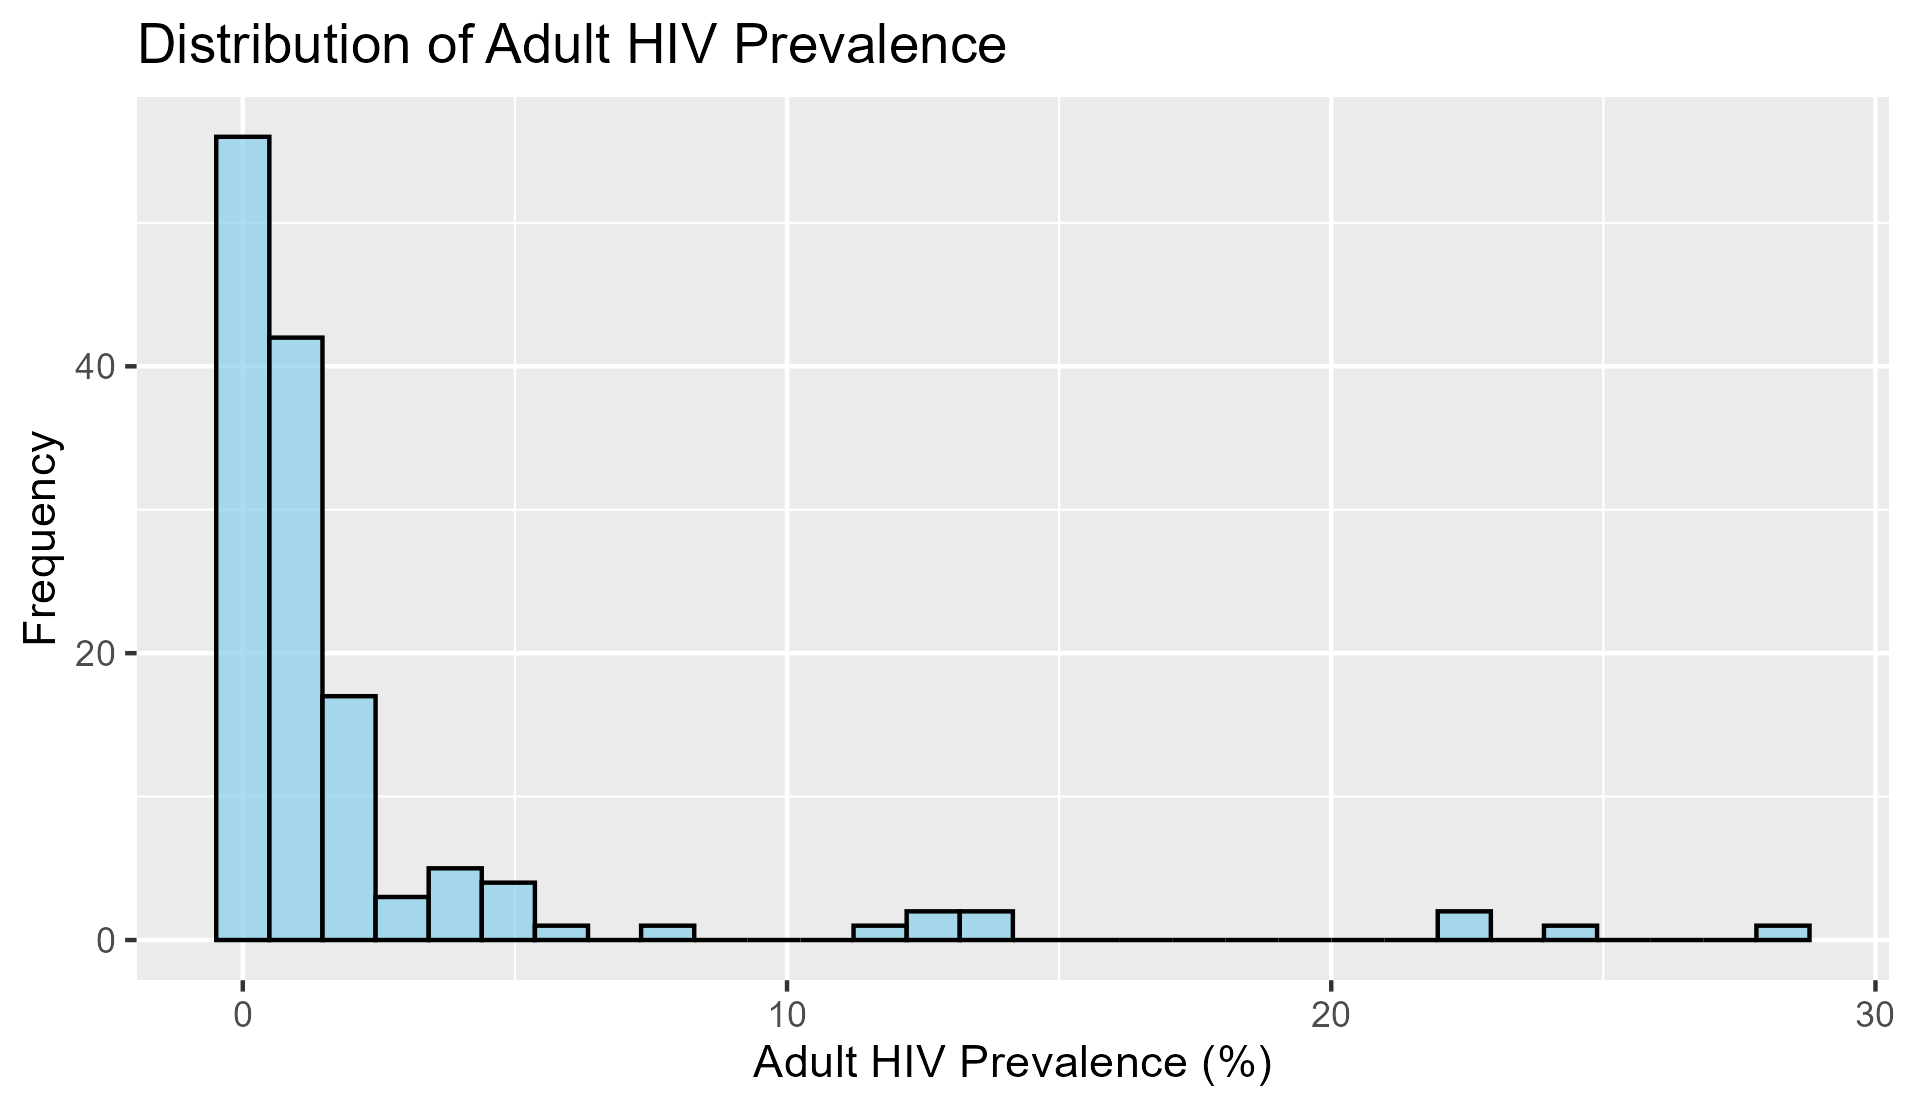 Distribution of Adult HIV Prevalence
Frequency
40
20
0
0 10 20 30
Adult HIV Prevalence (%)